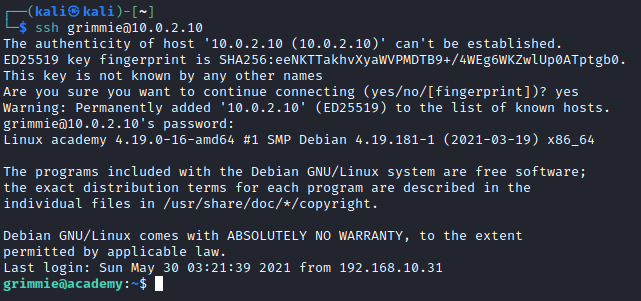 ┌──(kali㉿kali)-[~]
└─$ ssh grimmie@10.0.2.10
The authenticity of host '10.0.2.10 (10.0.2.10)' can't be established.
ED25519 key fingerprint is SHA256:eeNKTTakhvXyaWVPMDTB9+/4WEg6WKZwlUp0ATptgb0.
This key is not known by any other names
Are you sure you want to continue connecting (yes/no/[fingerprint])? yes
Warning: Permanently added '10.0.2.10' (ED25519) to the list of known hosts.
grimmie@10.0.2.10's password:
Linux academy 4.19.0-16-amd64 #1 SMP Debian 4.19.181-1 (2021-03-19) x86_64
The programs included with the Debian GNU/Linux system are free software;
the exact distribution terms for each program are described in the
individual files in /usr/share/doc/*/copyright.
Debian GNU/Linux comes with ABSOLUTELY NO WARRANTY, to the extent
permitted by applicable law.
Last login: Sun May 30 03:21:39 2021 from 192.168.10.31
grimmie@academy:~$